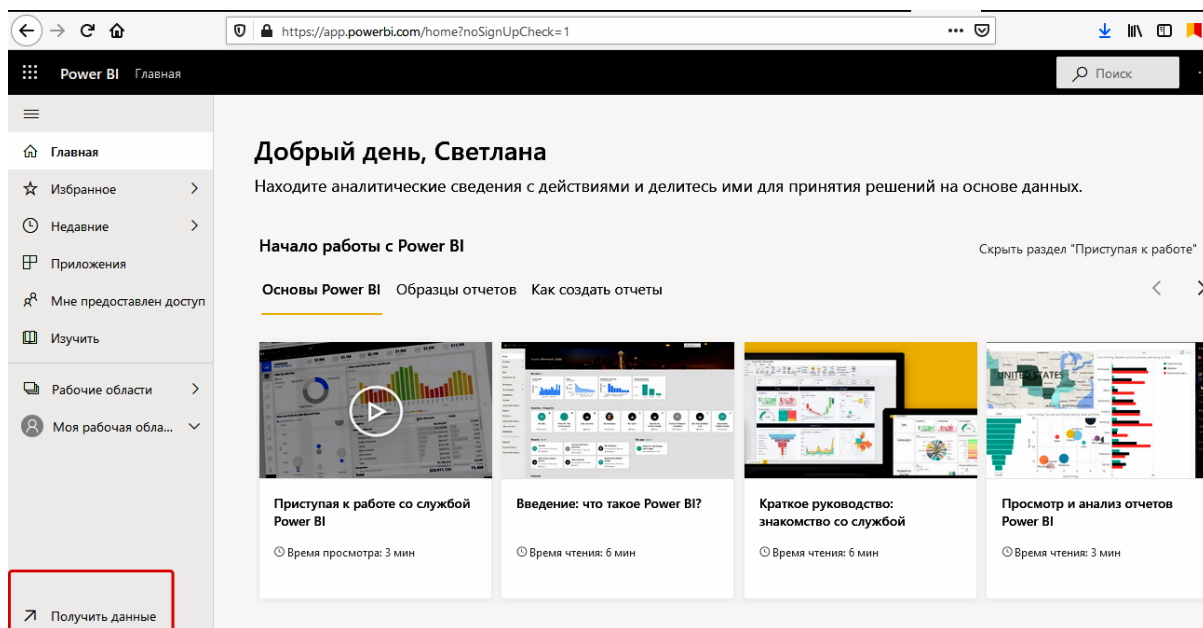 https://app.powerbi.com/home?noSignUpCheck=1
Power BI Главная
Поиск
Главная
Избранное
Недавние
Приложения
Мне предоставлен доступ
Изучить
Рабочие области
Моя рабочая обла...
Получить данные
Добрый день, Светлана
Находите аналитические сведения с действиями и делитесь ими для принятия решений на основе данных.
Начало работы с Power BI
Скрыть раздел "Приступая к работе"
Основы Power BI Образцы отчетов Как создать отчеты
UNITED STATES
Приступая к работе со службой
Power BI
Время просмотра: 3 мин
Введение: что такое Power BI?
Время чтения: 6 мин
Краткое руководство:
знакомство со службой
Время чтения: 6 мин
Просмотр и анализ отчетов
Power BI
Время чтения: 3 мин